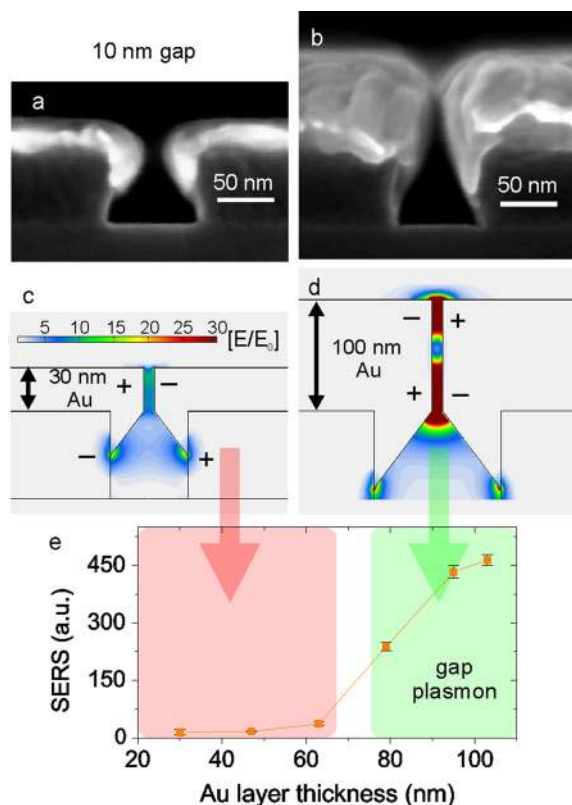 10 nm gap
a
50 nm
b
50 nm
c
5 10 15 20 25 30 [E/E₀]
30 nm
Au
+
−
−
+
d
100 nm
Au
−
+
+
−
e
SERS (a.u.)
450
300
150
0
gap
plasmon
20 40 60 80 100
Au layer thickness (nm)